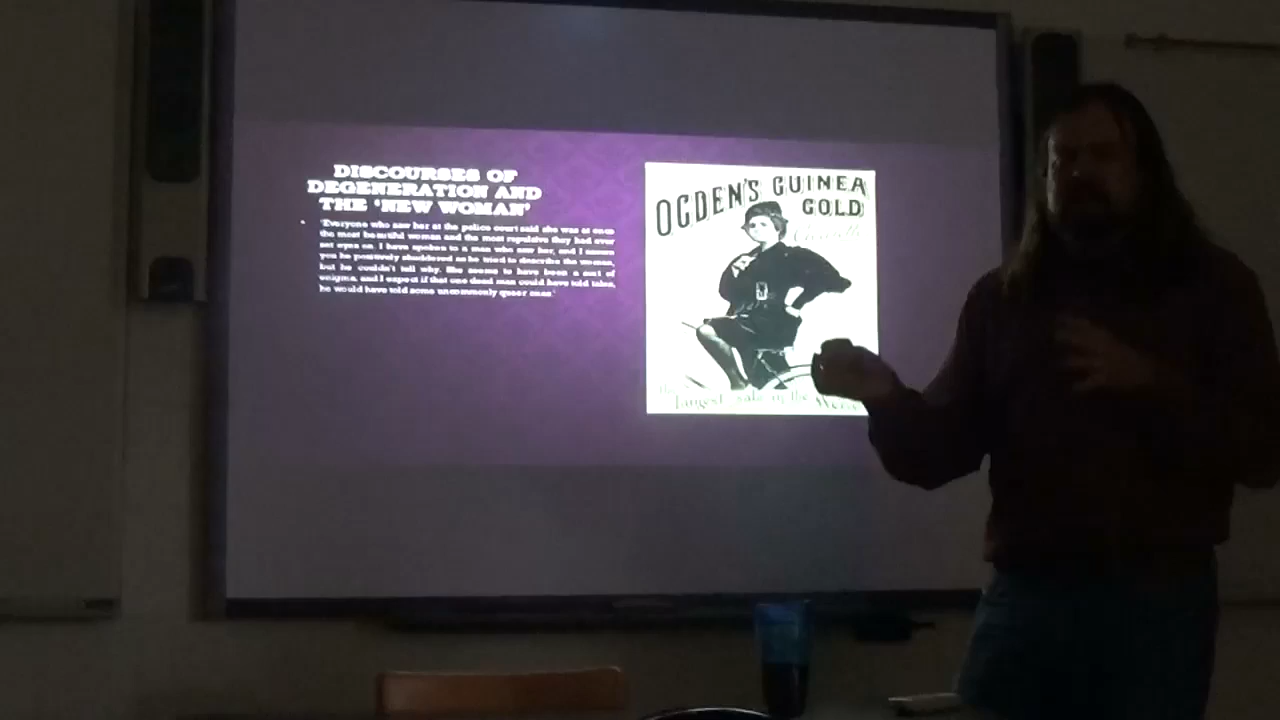 DISCOURSES OF
DEGENERATION AND
THE 'NEW WOMAN'
'Everyone who saw her at the police court said she was at once
the most beautiful woman and the most repulsive they had ever
set eyes on. I have spoken to a man who saw her, and I assure
you he positively shuddered as he tried to describe the woman,
but he couldn't tell why. She seems to have been a sort of
enigma, and I expect if that one dead man could have told tales,
he would have told some uncommonly queer ones.'
OGDEN'S GUINEA
GOLD
Cigarette
Largest Sale in the World